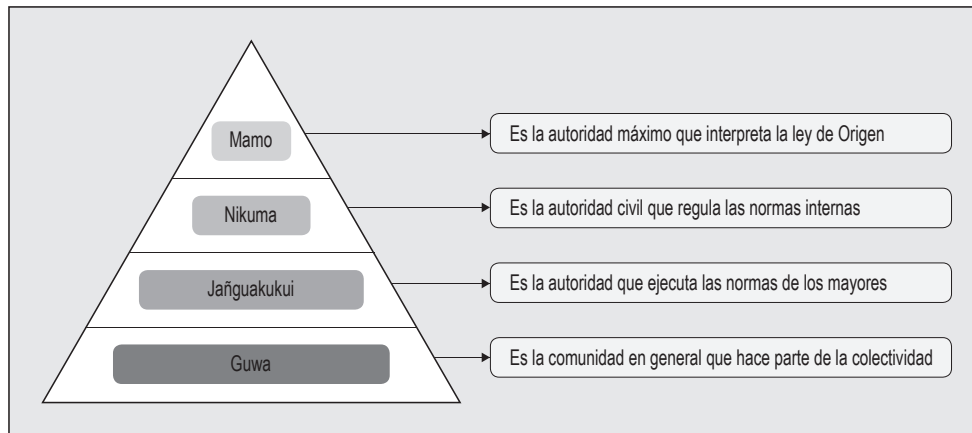 Mamo
Es la autoridad máximo que interpreta la ley de Origen
Nikuma
Es la autoridad civil que regula las normas internas
Jañguakukui
Es la autoridad que ejecuta las normas de los mayores
Guwa
Es la comunidad en general que hace parte de la colectividad